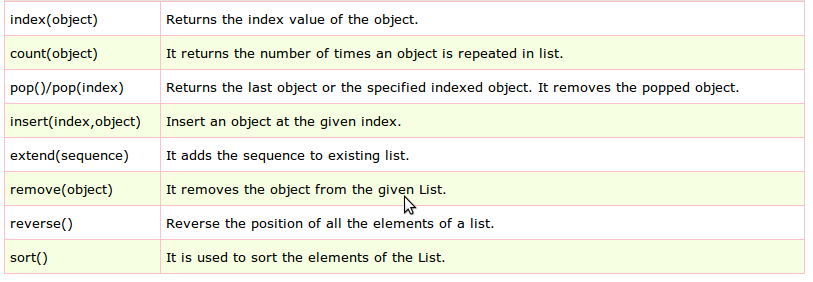 index(object) Returns the index value of the object.
count(object) It returns the number of times an object is repeated in list.
pop()/pop(index) Returns the last object or the specified indexed object. It removes the popped object.
insert(index,object) Insert an object at the given index.
extend(sequence) It adds the sequence to existing list.
remove(object) It removes the object from the given List.
reverse() Reverse the position of all the elements of a list.
sort() It is used to sort the elements of the List.